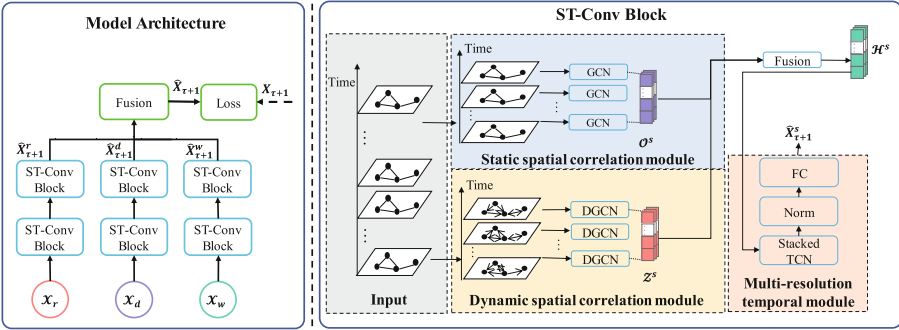 Model Architecture
X̂τ+1
Xτ+1
Fusion
Loss
X̂ʳτ+1
X̂ᵈτ+1
X̂ʷτ+1
ST-Conv
Block
ST-Conv
Block
ST-Conv
Block
ST-Conv
Block
ST-Conv
Block
ST-Conv
Block
𝒳r
𝒳d
𝒳w
ST-Conv Block
Time
Input
Time
GCN
GCN
GCN
𝒪ˢ
Static spatial correlation module
Time
DGCN
DGCN
DGCN
𝒵ˢ
Dynamic spatial correlation module
Fusion
ℋˢ
X̂ˢτ+1
FC
Norm
Stacked
TCN
Multi-resolution
temporal module